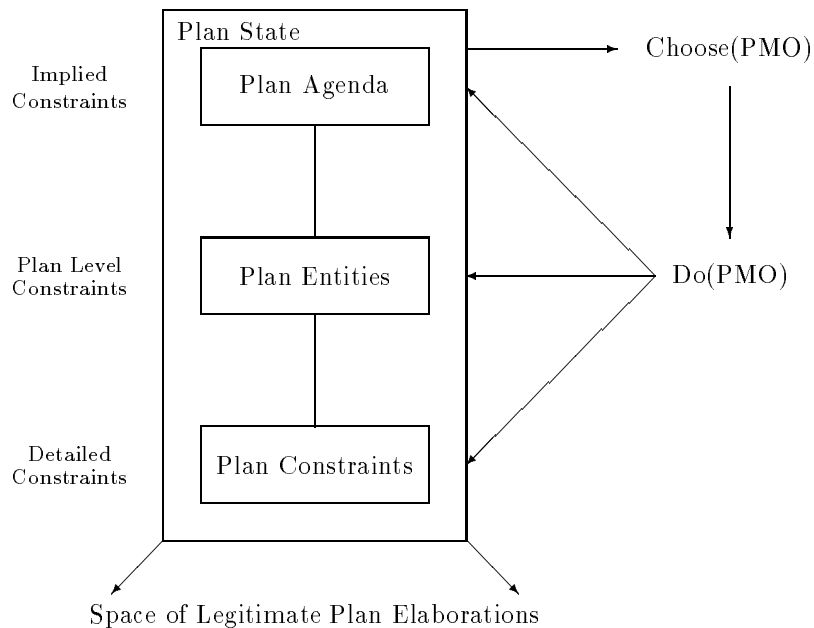 Plan State
Choose(PMO)
Implied
Constraints
Plan Agenda
Plan Level
Constraints
Plan Entities
Do(PMO)
Detailed
Constraints
Plan Constraints
Space of Legitimate Plan Elaborations